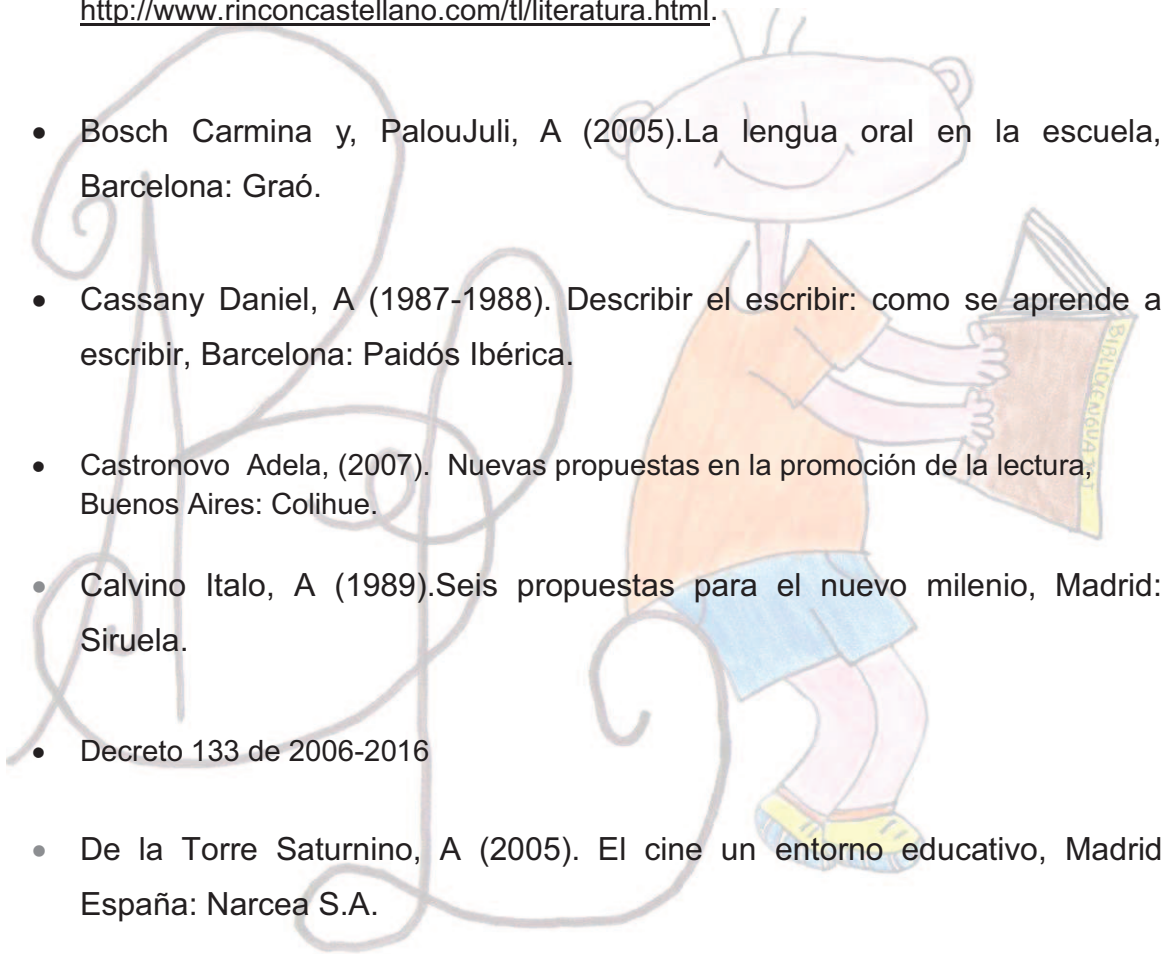 http://www.rinconcastellano.com/tl/literatura.html.
• Bosch Carmina y, PalouJuli, A (2005).La lengua oral en la escuela,
Barcelona: Graó.
• Cassany Daniel, A (1987-1988). Describir el escribir: como se aprende a
escribir, Barcelona: Paidós Ibérica.
• Castronovo Adela, (2007). Nuevas propuestas en la promoción de la lectura,
Buenos Aires: Colihue.
• Calvino Italo, A (1989).Seis propuestas para el nuevo milenio, Madrid:
Siruela.
• Decreto 133 de 2006-2016
• De la Torre Saturnino, A (2005). El cine un entorno educativo, Madrid
España: Narcea S.A.